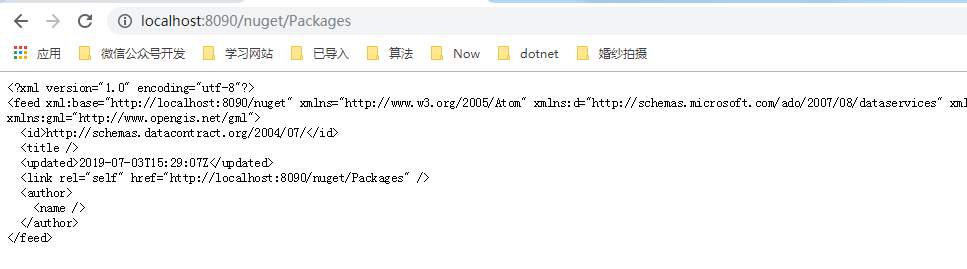 localhost:8090/nuget/Packages
应用 微信公众号开发 学习网站 已导入 算法 Now dotnet 婚纱拍摄
<?xml version="1.0" encoding="utf-8"?>
<feed xml:base="http://localhost:8090/nuget" xmlns="http://www.w3.org/2005/Atom" xmlns:d="http://schemas.microsoft.com/ado/2007/08/dataservices" xml
xmlns:gml="http://www.opengis.net/gml">
<id>http://schemas.datacontract.org/2004/07/</id>
<title />
<updated>2019-07-03T15:29:07Z</updated>
<link rel="self" href="http://localhost:8090/nuget/Packages" />
<author>
<name />
</author>
</feed>